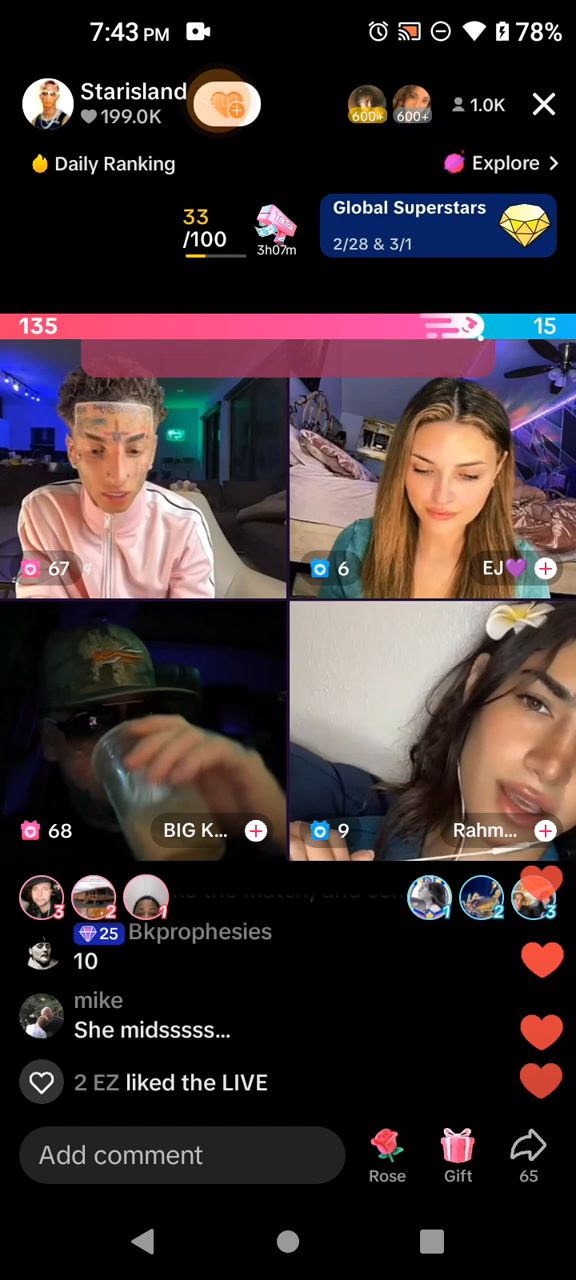 7:43 PM
78%
Starisland
199.0K
600+
600+
1.0K
Daily Ranking
Explore
33
/100
TikTok
3h07m
Global Superstars
2/28 & 3/1
135
15
67
6
EJ💜
68
BIG K...
9
Rahm...
3
2
1
1
2
3
25 Bkprophesies
10
mike
She midsssss...
2 EZ liked the LIVE
Add comment
Rose
Gift
65